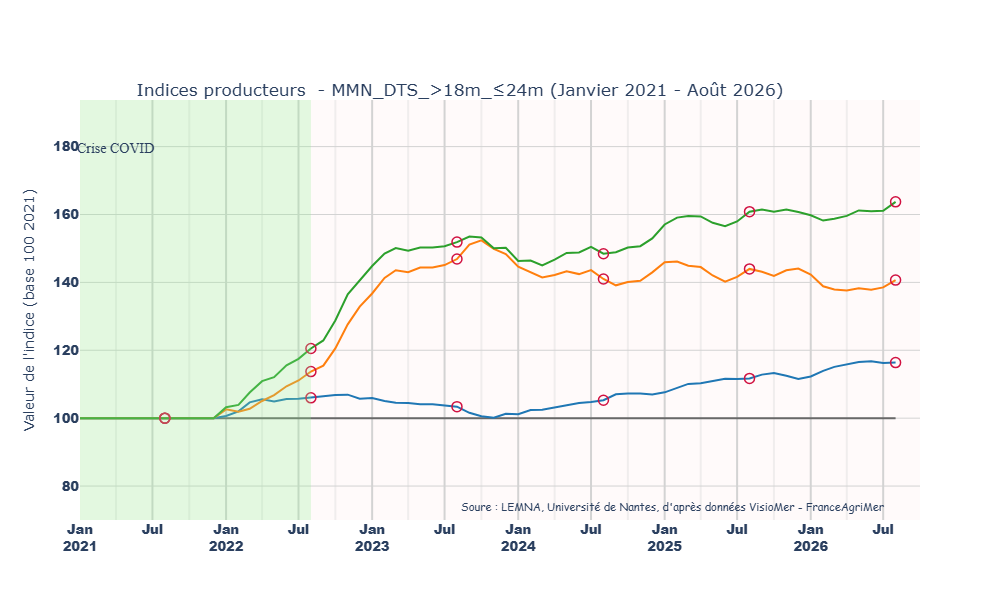 Indices producteurs - MMN_DTS_>18m_≤24m (Janvier 2021 - Août 2026)
Valeur de l'indice (base 100 2021)
180
160
140
120
100
80
Crise COVID
Soure : LEMNA, Université de Nantes, d'après données VisioMer - FranceAgriMer
Jan Jul Jan Jul Jan Jul Jan Jul Jan Jul Jan Jul
2021 2022 2023 2024 2025 2026